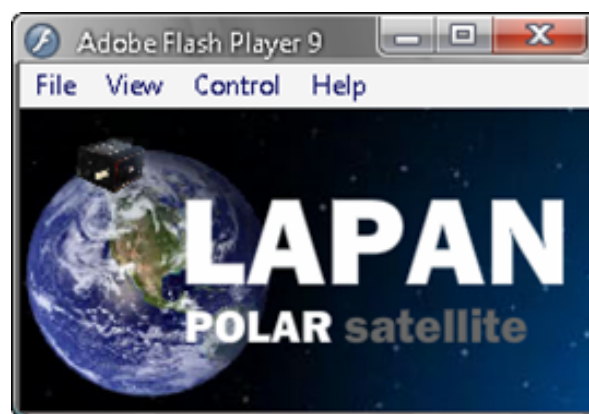 Adobe Flash Player 9
File View Control Help
LAPAN
POLAR satellite